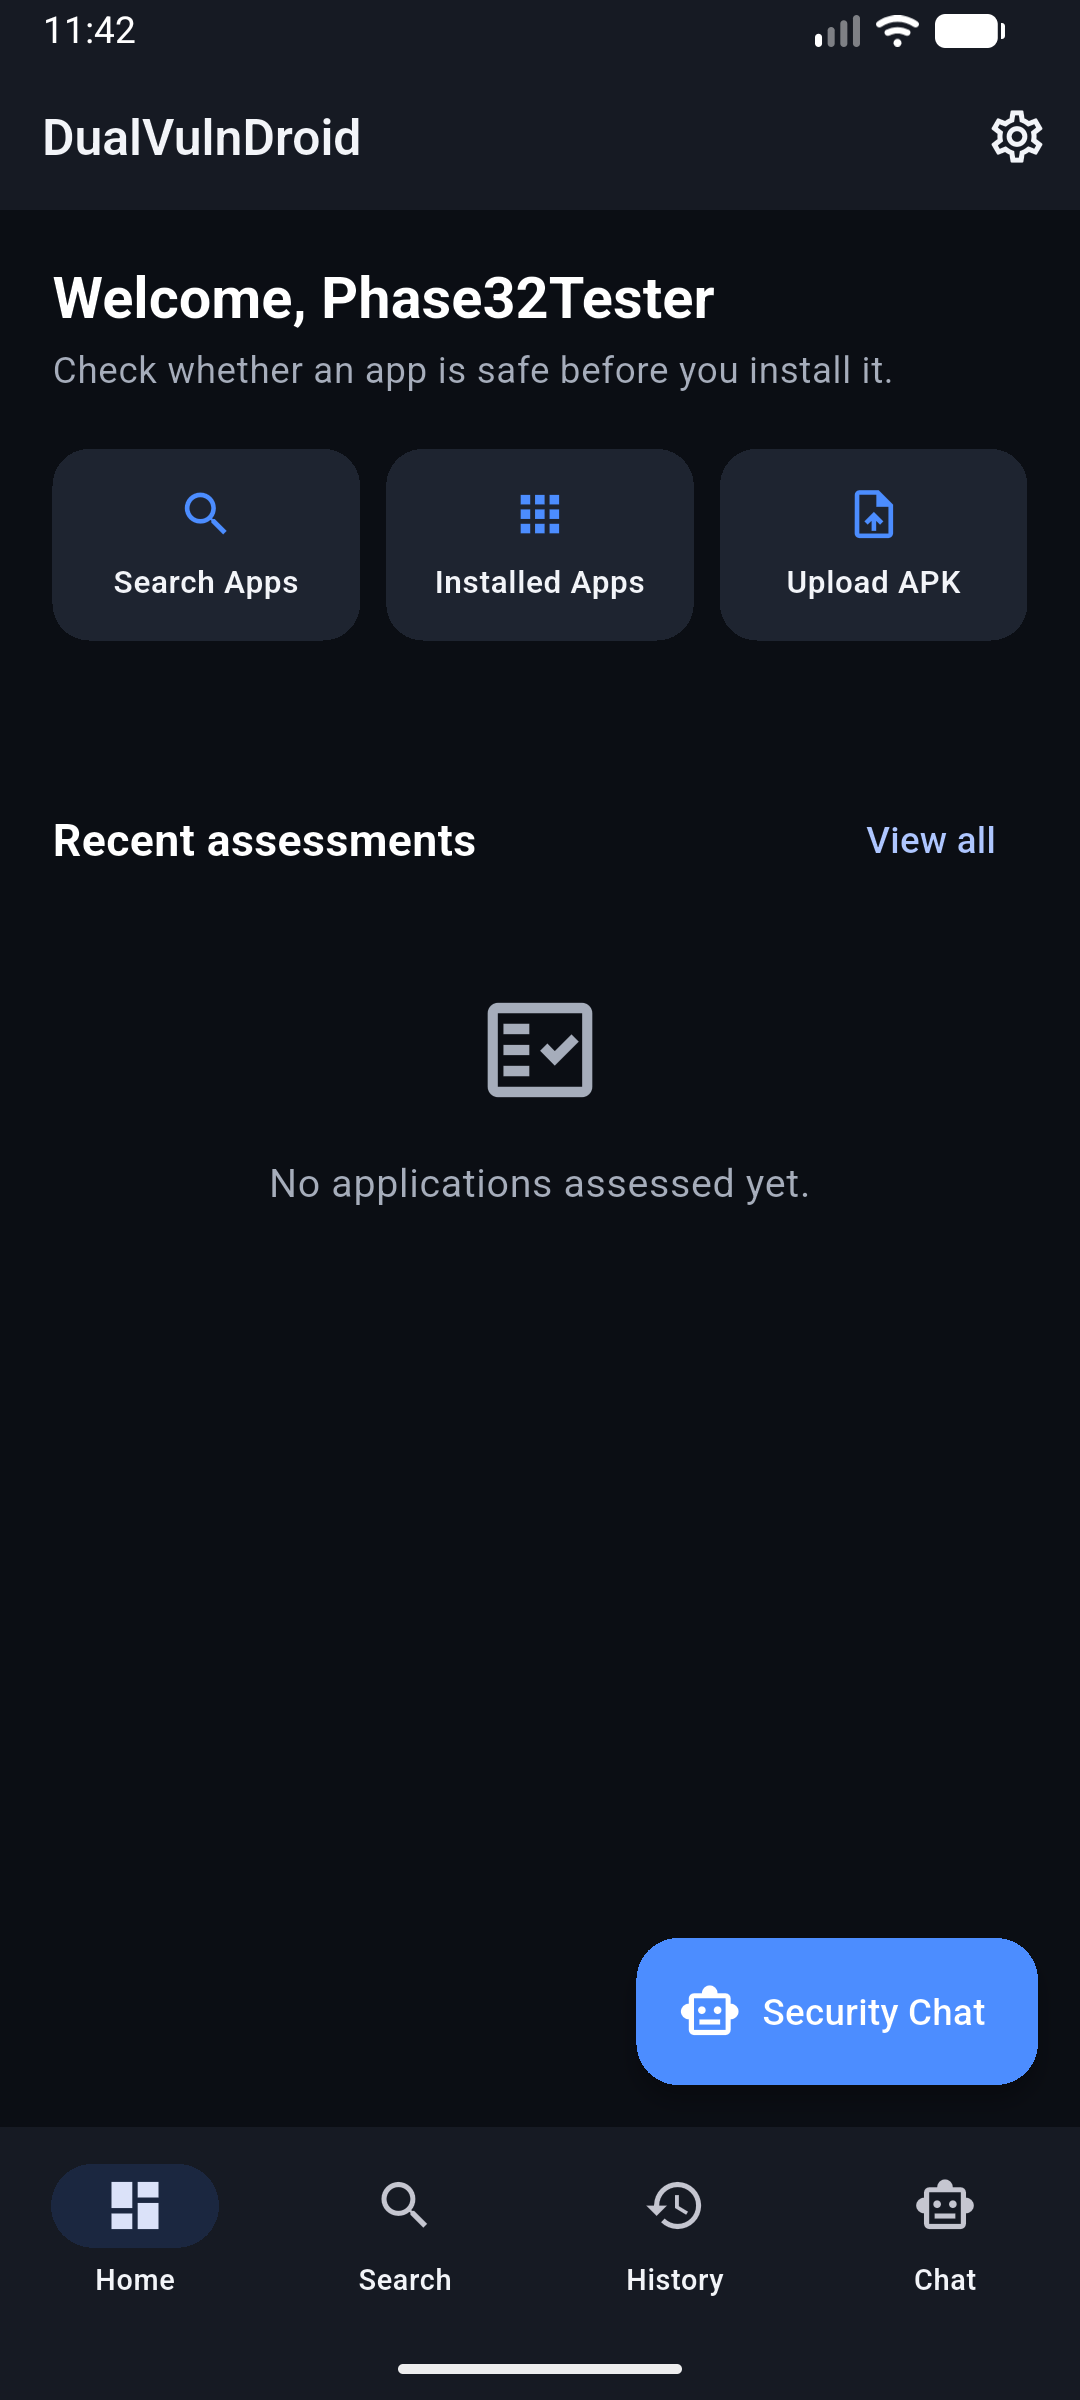 11:42
DualVulnDroid
Welcome, Phase32Tester
Check whether an app is safe before you install it.
Search Apps
Installed Apps
Upload APK
Recent assessments
View all
No applications assessed yet.
Security Chat
Home
Search
History
Chat